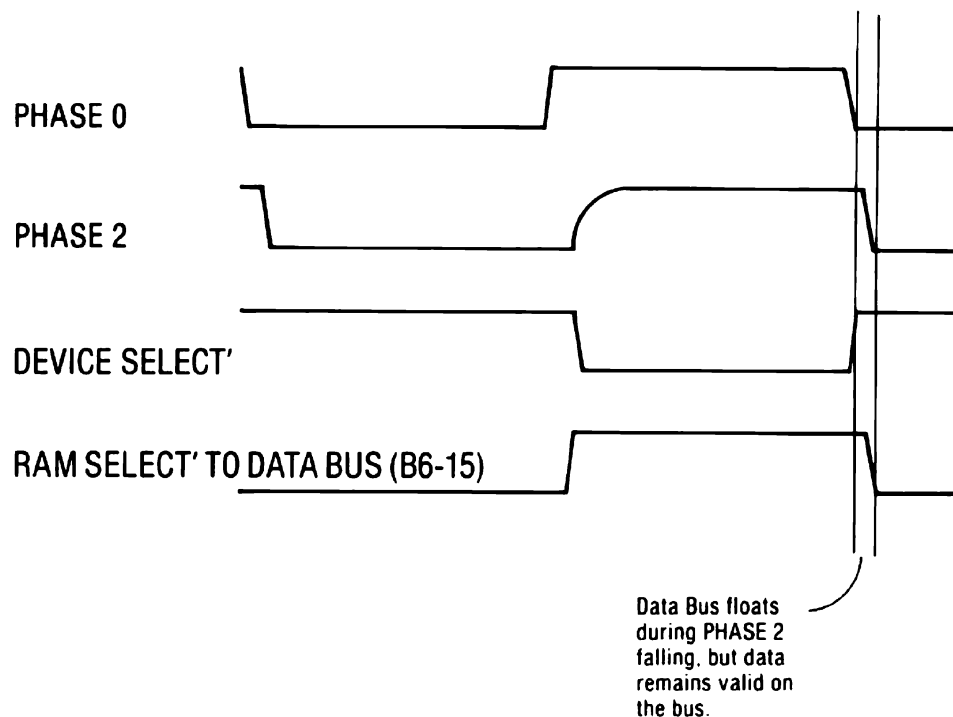 PHASE 0
PHASE 2
DEVICE SELECT′
RAM SELECT′ TO DATA BUS (B6-15)
Data Bus floats
during PHASE 2
falling, but data
remains valid on
the bus.